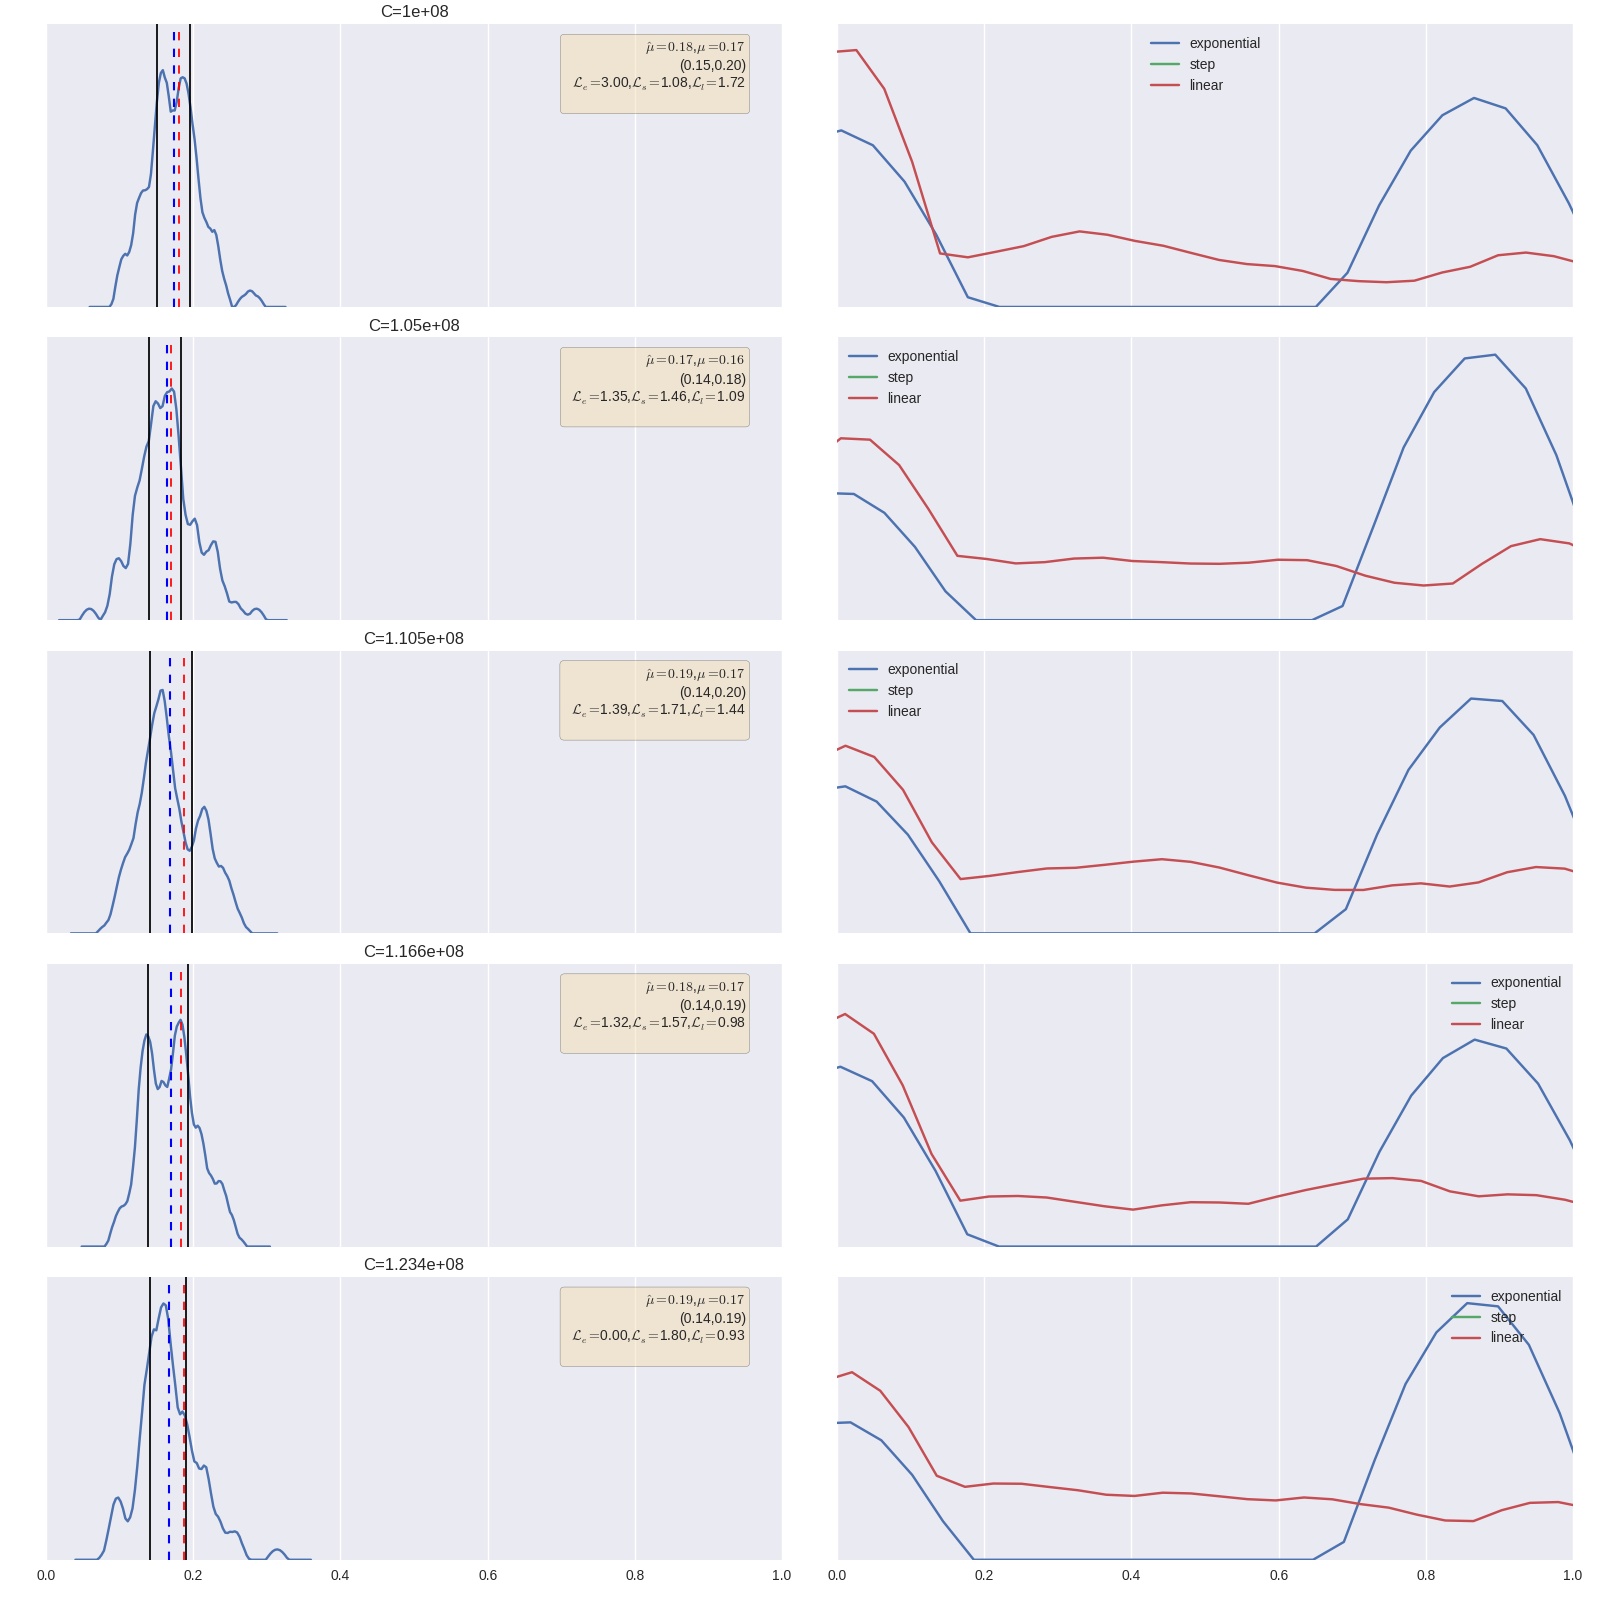 C=1e+08
μ̂=0.18,μ=0.17
(0.15,0.20)
ℒₑ=3.00,ℒₛ=1.08,ℒₗ=1.72
exponential
step
linear
C=1.05e+08
μ̂=0.17,μ=0.16
(0.14,0.18)
ℒₑ=1.35,ℒₛ=1.46,ℒₗ=1.09
exponential
step
linear
C=1.105e+08
μ̂=0.19,μ=0.17
(0.14,0.20)
ℒₑ=1.39,ℒₛ=1.71,ℒₗ=1.44
exponential
step
linear
C=1.166e+08
μ̂=0.18,μ=0.17
(0.14,0.19)
ℒₑ=1.32,ℒₛ=1.57,ℒₗ=0.98
exponential
step
linear
C=1.234e+08
μ̂=0.19,μ=0.17
(0.14,0.19)
ℒₑ=0.00,ℒₛ=1.80,ℒₗ=0.93
exponential
step
linear
0.0 0.2 0.4 0.6 0.8 1.0
0.0 0.2 0.4 0.6 0.8 1.0